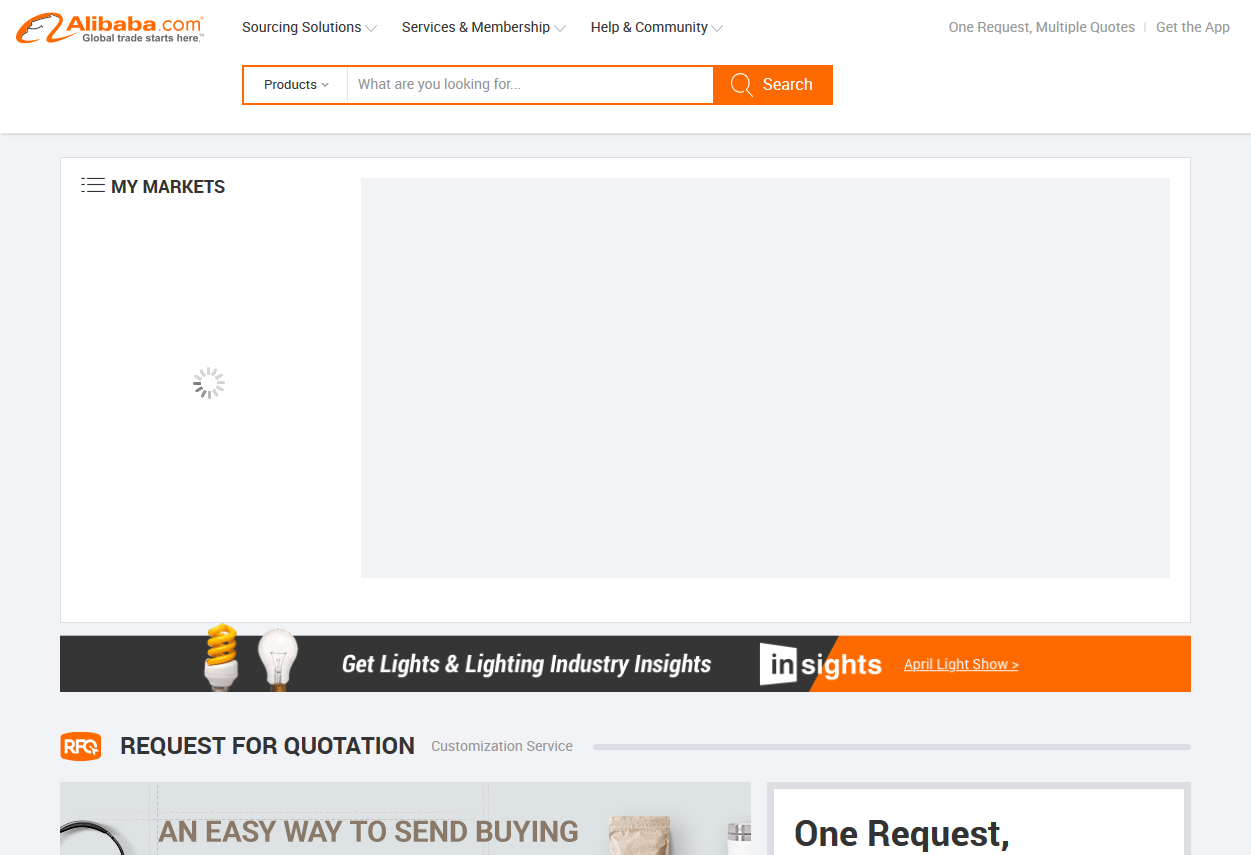 Alibaba.com
Global trade starts here.™
Sourcing Solutions
Services & Membership
Help & Community
One Request, Multiple Quotes
Get the App
Products
What are you looking for...
Search
MY MARKETS
Get Lights & Lighting Industry Insights
insights
April Light Show >
RFQ
REQUEST FOR QUOTATION
Customization Service
AN EASY WAY TO SEND BUYING
One Request,